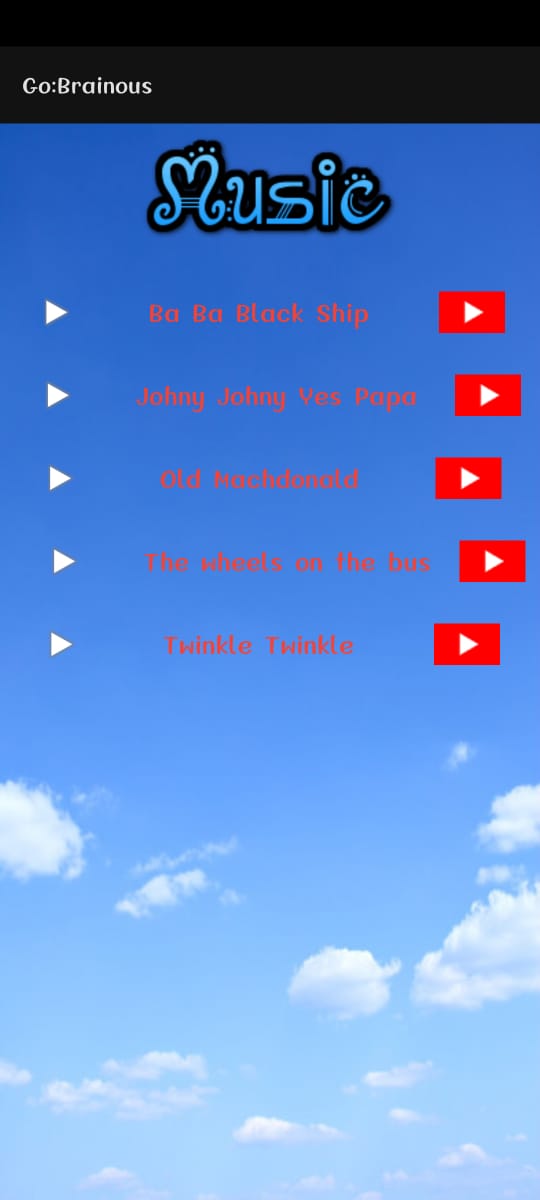 Go:Brainous
Music
Ba Ba Black Ship
Johny Johny Yes Papa
Old Machdonald
The wheels on the bus
Twinkle Twinkle